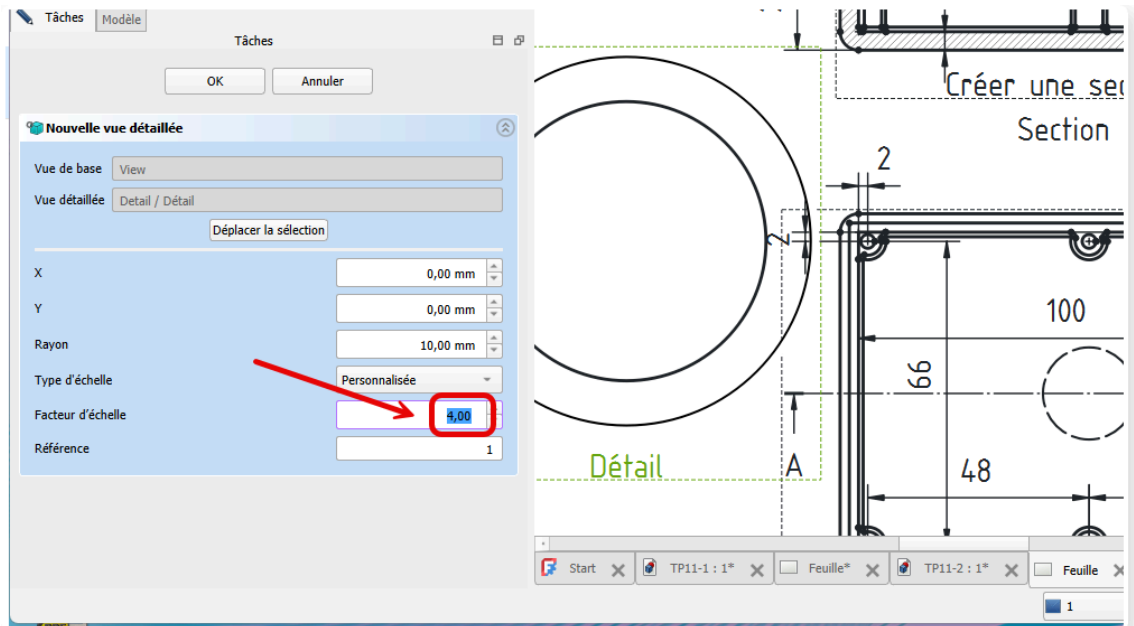 Tâches Modèle
Tâches
OK Annuler
Nouvelle vue détaillée
Vue de base View
Vue détaillée Detail / Détail
Déplacer la sélection
X 0,00 mm
Y 0,00 mm
Rayon 10,00 mm
Type d'échelle Personnalisée
Facteur d'échelle 4,00
Référence 1
Créer une sec
Section
2
2
100
66
Détail
A
48
Start TP11-1 : 1* Feuille* TP11-2 : 1* Feuille
1